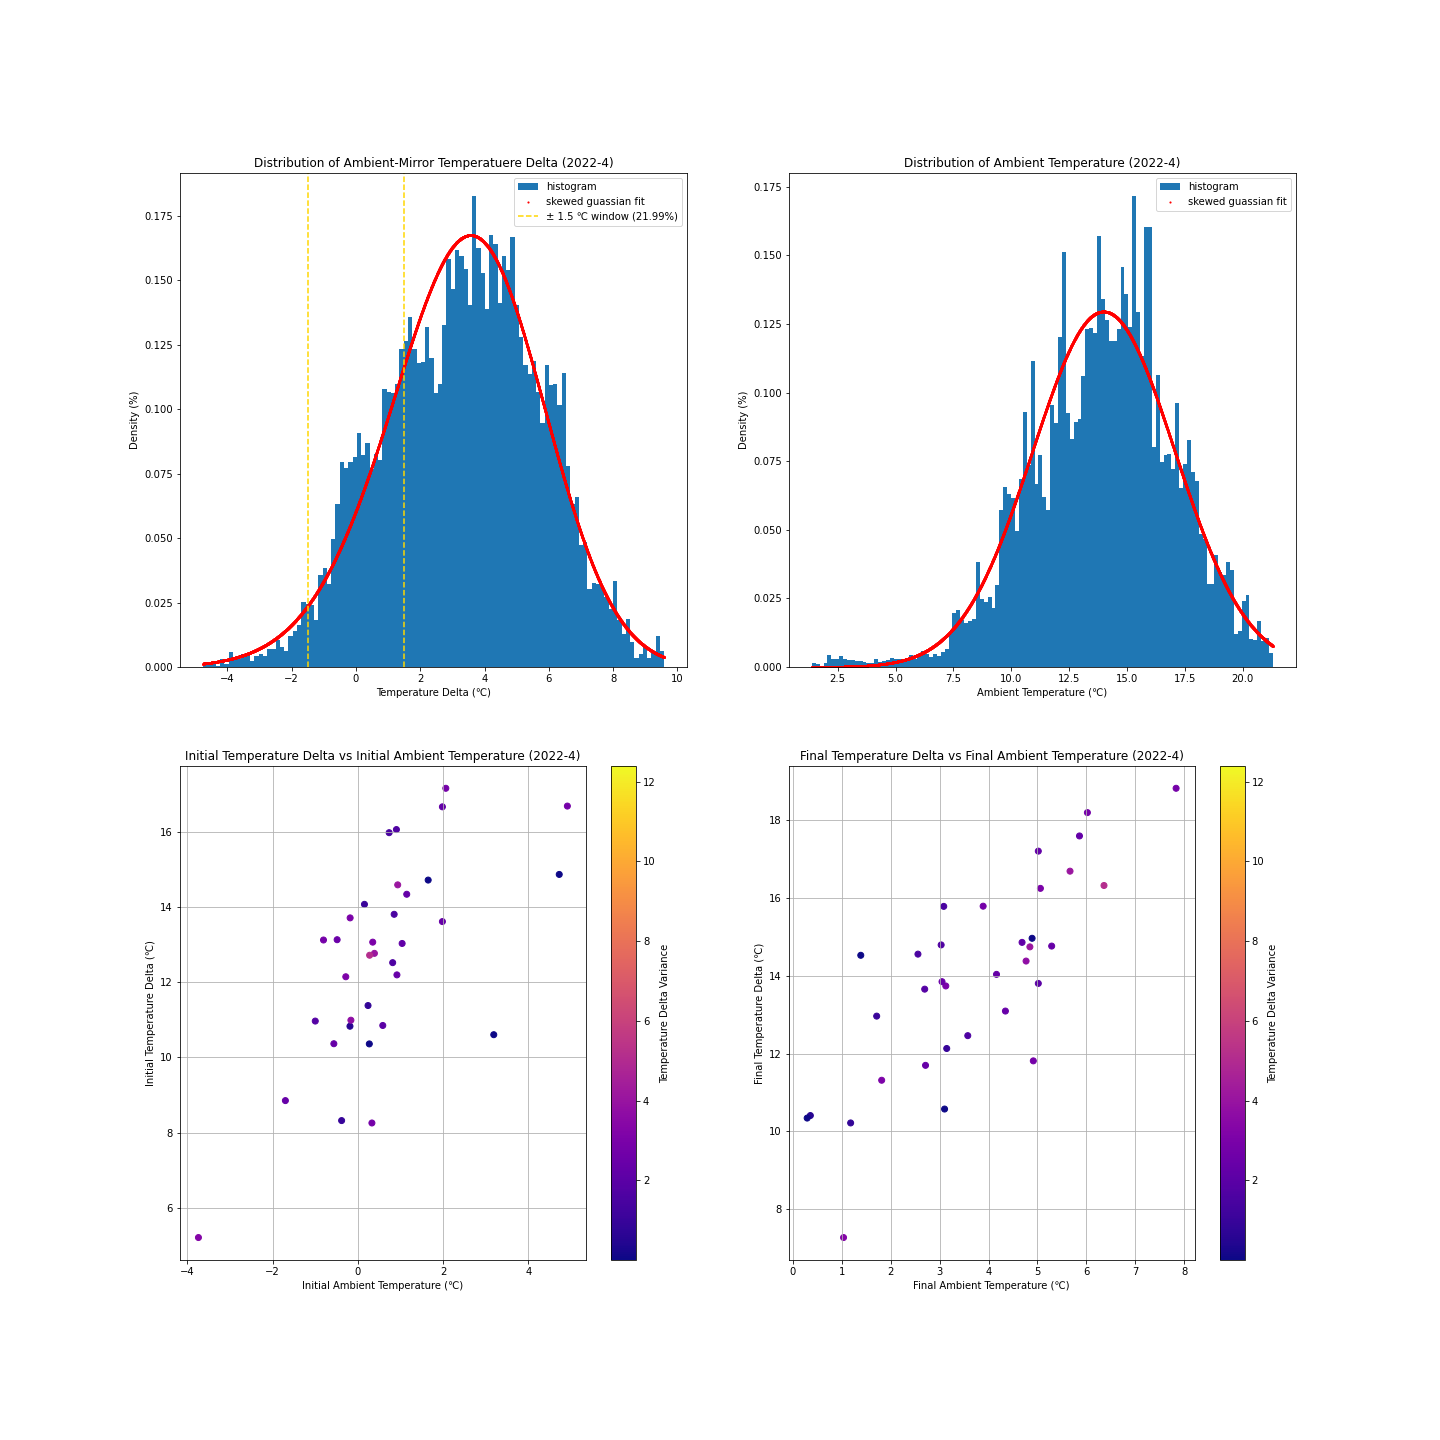 Distribution of Ambient-Mirror Temperatuere Delta (2022-4)
histogram
skewed guassian fit
± 1.5 ℃ window (21.99%)
Density (%)
0.175
0.150
0.125
0.100
0.075
0.050
0.025
0.000
−4 −2 0 2 4 6 8 10
Temperature Delta (℃)
Distribution of Ambient Temperature (2022-4)
histogram
skewed guassian fit
Density (%)
0.175
0.150
0.125
0.100
0.075
0.050
0.025
0.000
2.5 5.0 7.5 10.0 12.5 15.0 17.5 20.0
Ambient Temperature (℃)
Initial Temperature Delta vs Initial Ambient Temperature (2022-4)
Initial Temperature Delta (℃)
16
14
12
10
8
6
−4 −2 0 2 4
Initial Ambient Temperature (℃)
12
10
8
6
4
2
Temperature Delta Variance
Final Temperature Delta vs Final Ambient Temperature (2022-4)
Final Temperature Delta (℃)
18
16
14
12
10
8
0 1 2 3 4 5 6 7 8
Final Ambient Temperature (℃)
12
10
8
6
4
2
Temperature Delta Variance